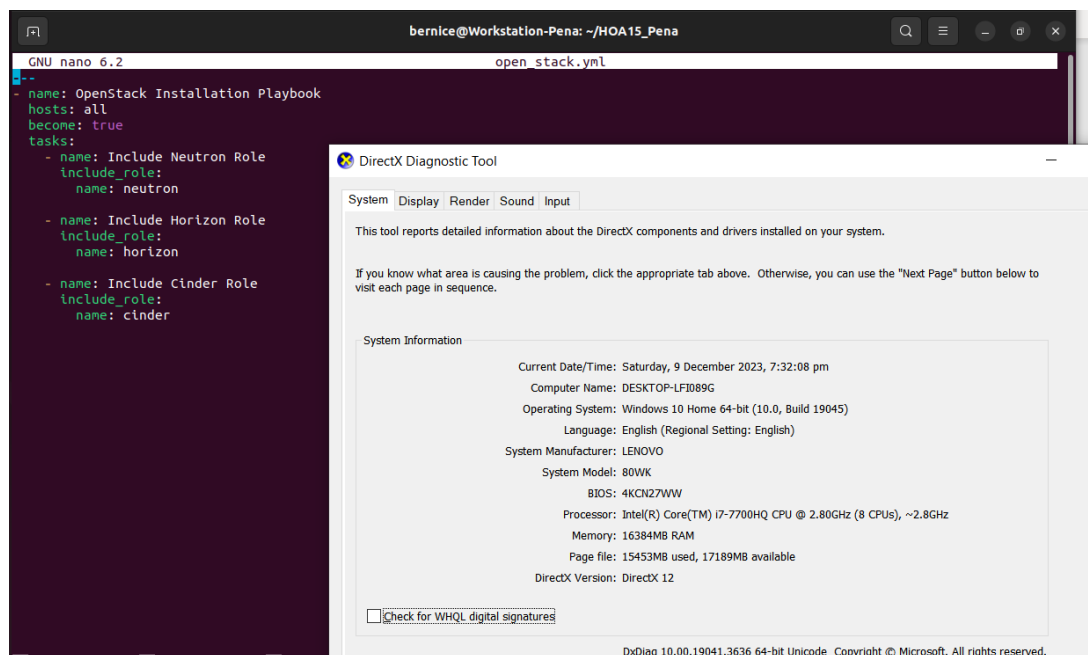 bernice@Workstation-Pena: ~/HOA15_Pena
GNU nano 6.2 open_stack.yml
---
- name: OpenStack Installation Playbook
hosts: all
become: true
tasks:
- name: Include Neutron Role
include_role:
name: neutron
- name: Include Horizon Role
include_role:
name: horizon
- name: Include Cinder Role
include_role:
name: cinder
DirectX Diagnostic Tool
System Display Render Sound Input
This tool reports detailed information about the DirectX components and drivers installed on your system.
If you know what area is causing the problem, click the appropriate tab above. Otherwise, you can use the "Next Page" button below to
visit each page in sequence.
System Information
Current Date/Time: Saturday, 9 December 2023, 7:32:08 pm
Computer Name: DESKTOP-LFI089G
Operating System: Windows 10 Home 64-bit (10.0, Build 19045)
Language: English (Regional Setting: English)
System Manufacturer: LENOVO
System Model: 80WK
BIOS: 4KCN27WW
Processor: Intel(R) Core(TM) i7-7700HQ CPU @ 2.80GHz (8 CPUs), ~2.8GHz
Memory: 16384MB RAM
Page file: 15453MB used, 17189MB available
DirectX Version: DirectX 12
Check for WHQL digital signatures
DxDiag 10.00.19041.3636 64-bit Unicode Copyright © Microsoft. All rights reserved.